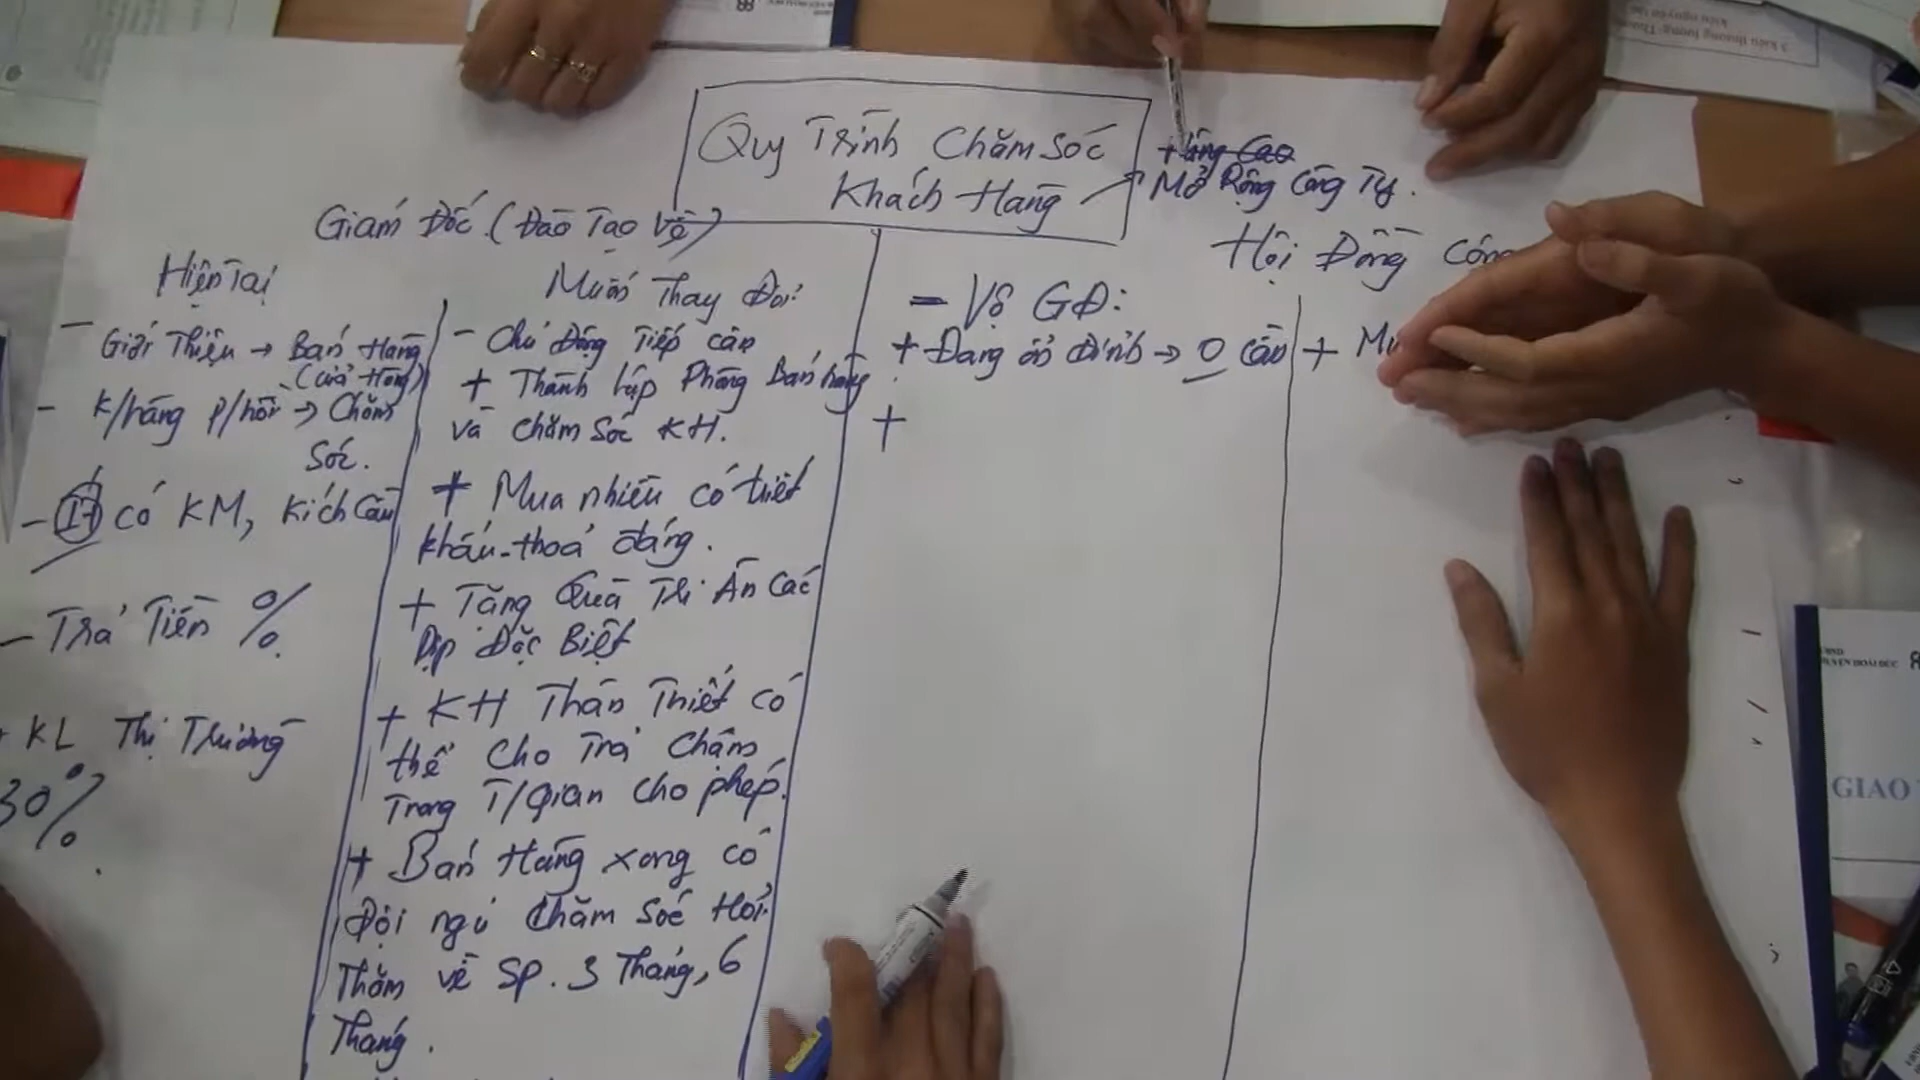 Quy Trình Chăm Sóc
Khách Hàng
+ Nâng Cao
Mở Rộng Công Ty.
Giám Đốc (Đào Tạo Về)
Hội Đồng Công
Hiện Tại
- Giới Thiệu → Bán Hàng
(Cửa Hàng)
- K/hàng p/hồi → Chăm
Sóc.
- Ít có KM, Kích Cầu
- Trả Tiền %
+ KL Thị Trường
30%
Muốn Thay Đổi
- Chủ Động Tiếp cận
+ Thành lập Phòng Bán hàng
và Chăm Sóc KH.
+ Mua nhiều có triết
khấu thoả đáng.
+ Tặng Quà Tri Ân Các
Dịp Đặc Biệt
+ KH Thân Thiết có
thể Cho Trả Chậm
Trong T/gian Cho phép.
+ Bán Hàng xong có
Đội ngũ Chăm Sóc Hỏi
Thăm về SP. 3 Tháng, 6
Tháng.
- Vợ GĐ:
+ Đang ổn định → 0 Cần
+
+ Mu
GIAO